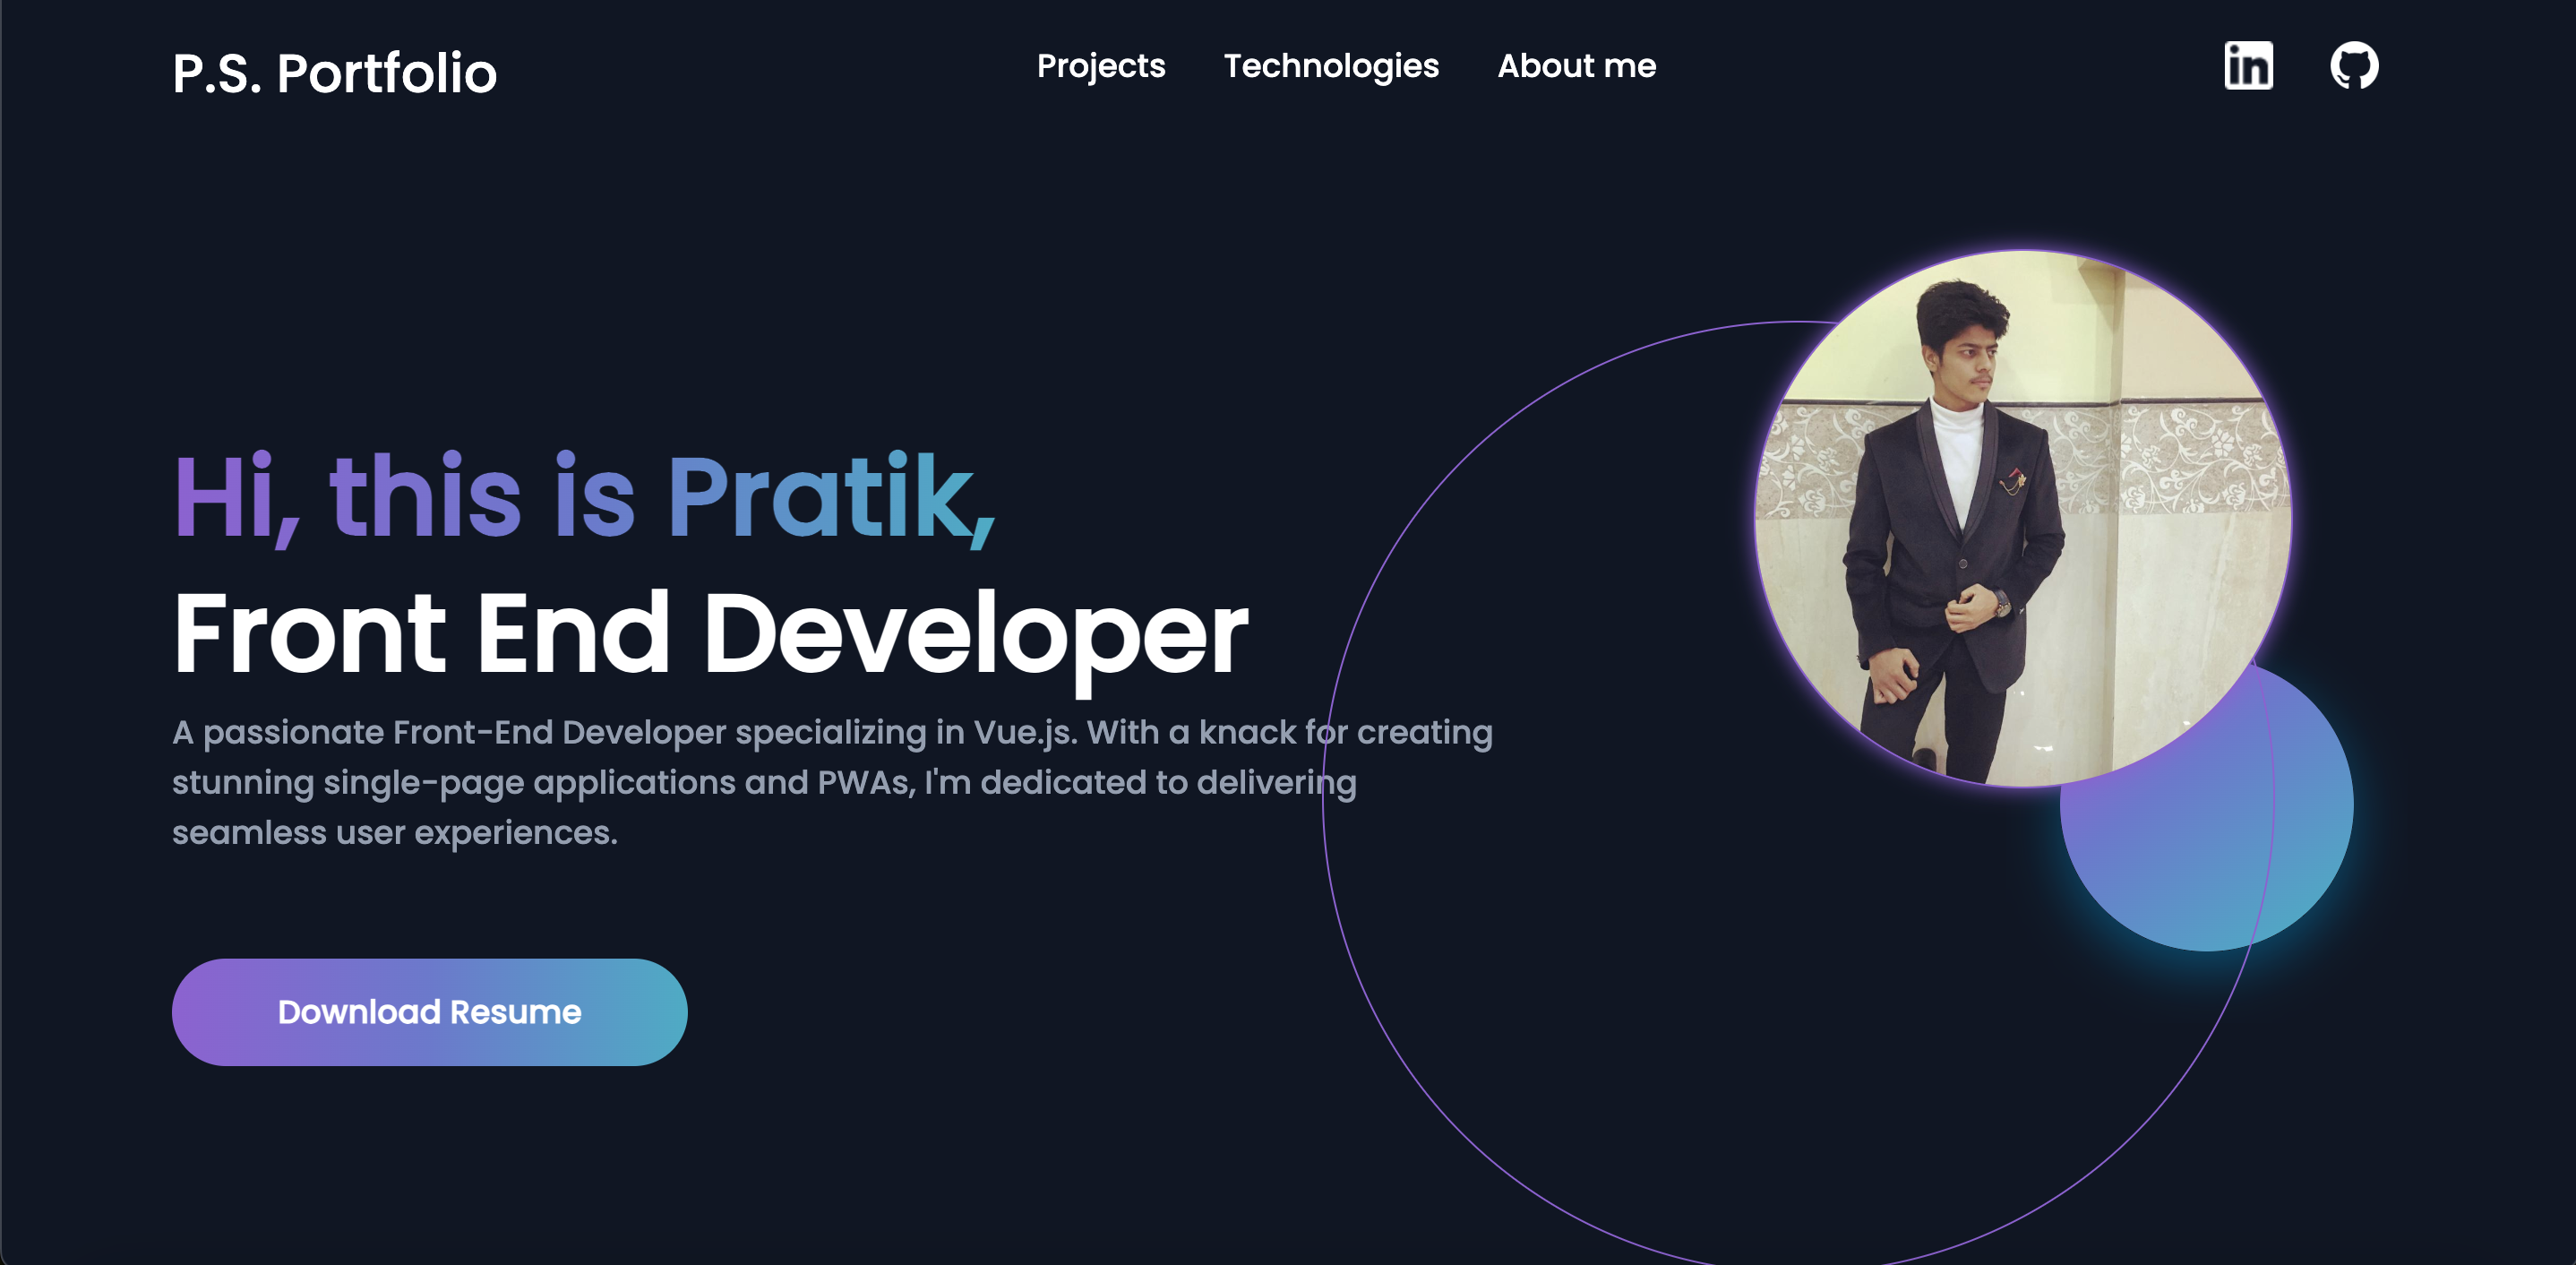 P.S. Portfolio
Projects
Technologies
About me
in
Hi, this is Pratik,
Front End Developer
A passionate Front-End Developer specializing in Vue.js. With a knack for creating
stunning single-page applications and PWAs, I'm dedicated to delivering
seamless user experiences.
Download Resume